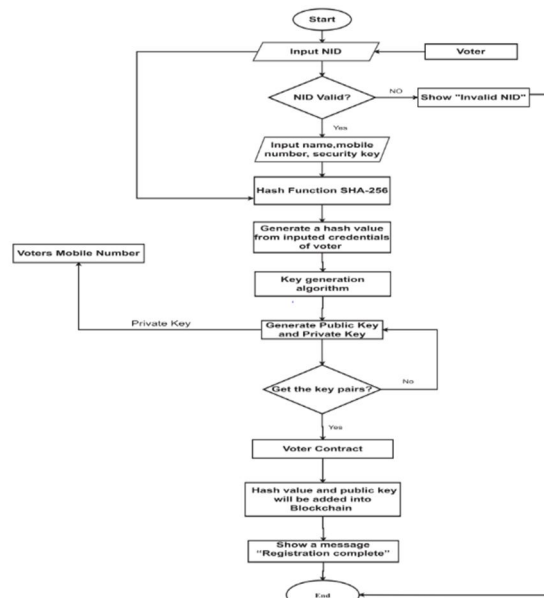 Start
Input NID
Voter
NID Valid?
NO
Show "Invalid NID"
Yes
Input name,mobile
number, security key
Hash Function SHA-256
Generate a hash value
from inputed credentials
of voter
Voters Mobile Number
Key generation
algorithm
Private Key
Generate Public Key
and Private Key
Get the key pairs?
No
Yes
Voter Contract
Hash value and public key
will be added into
Blockchain
Show a message
"Registration complete"
End